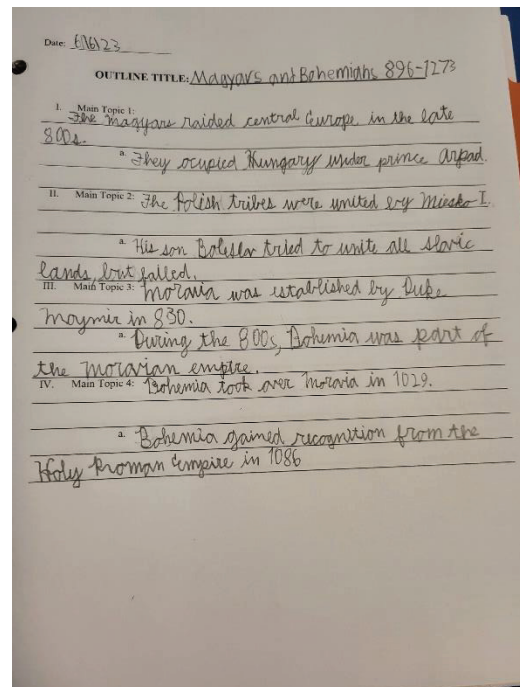 Date: 6/16/23
OUTLINE TITLE: Magyars and Bohemians 896-1273
I. Main Topic 1:
The Magyars raided central Europe in the late
800s.
a. They ocupied Hungary under prince Arpad.
II. Main Topic 2: The Polish tribes were united by Miesko I.
a. His son Boleslav tried to unite all slavic
lands, but failed.
III. Main Topic 3: Moravia was established by Duke
Moymir in 830.
a. During the 800s, Bohemia was part of
the Moravian empire.
IV. Main Topic 4: Bohemia took over Moravia in 1029.
a. Bohemia gained recognition from the
Holy Roman Empire in 1086